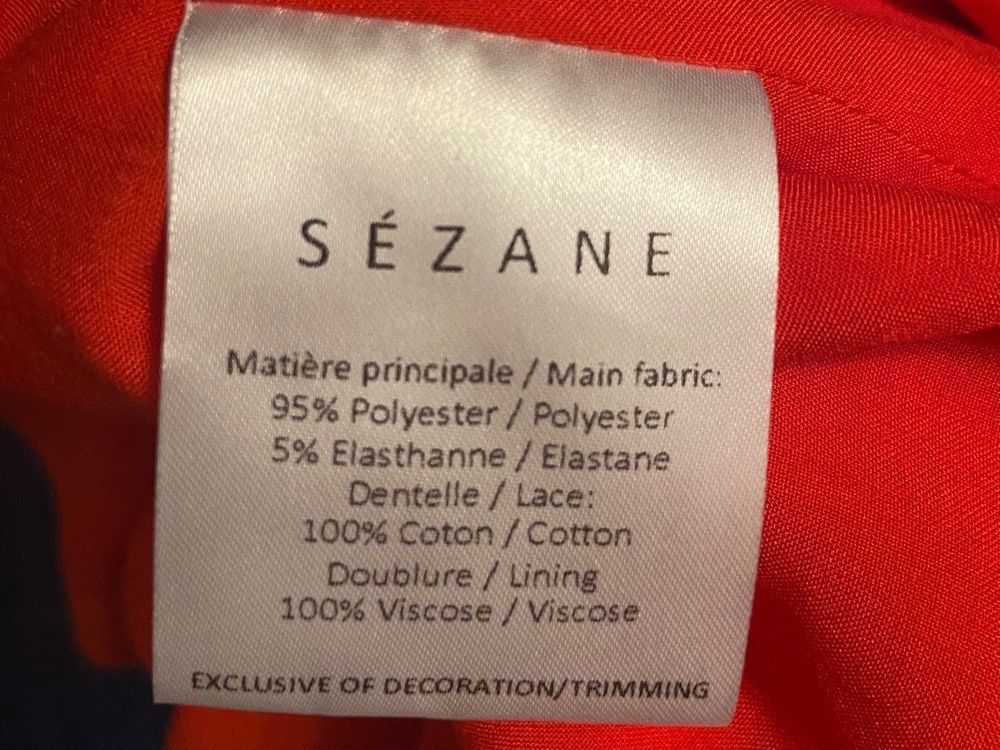 SÉZANE
Matière principale / Main fabric:
95% Polyester / Polyester
5% Elasthanne / Elastane
Dentelle / Lace:
100% Coton / Cotton
Doublure / Lining
100% Viscose / Viscose
EXCLUSIVE OF DECORATION/TRIMMING